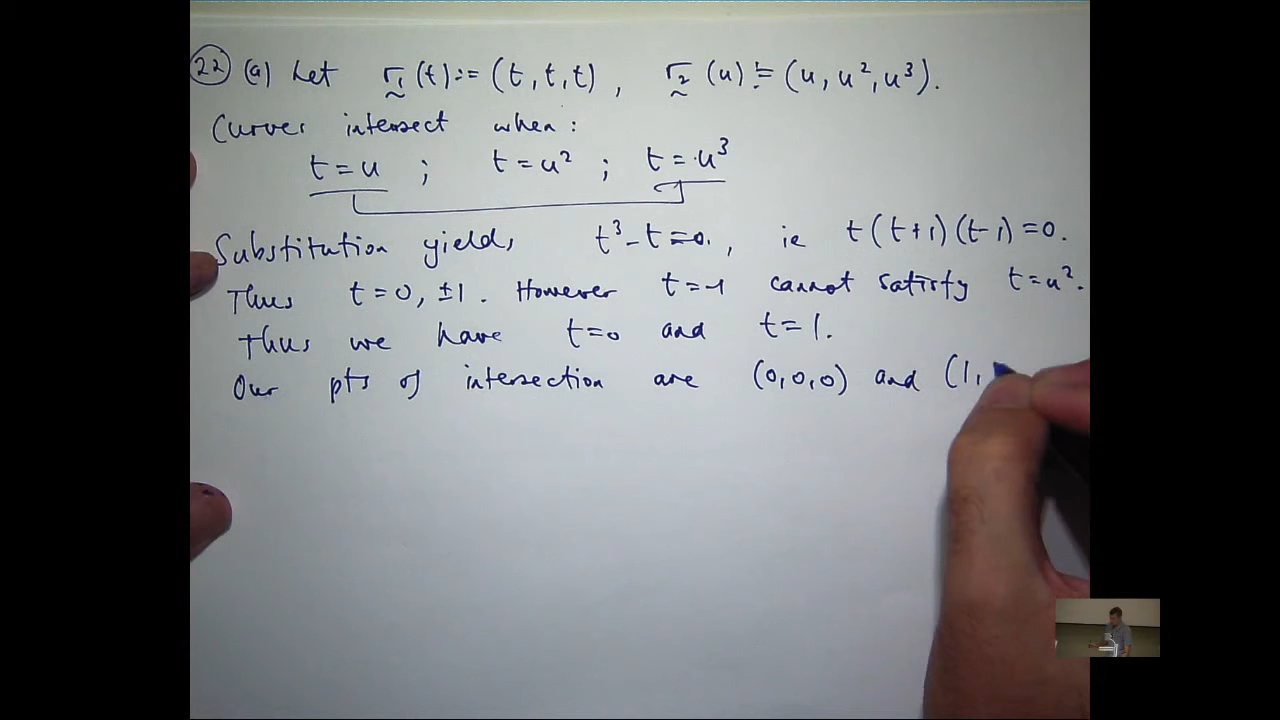 22 (a) Let r₁(t) := (t, t, t), r₂(u) := (u, u², u³).
Curves intersect when:
t = u ; t = u² ; t = u³
Substitution yields t³ - t = 0, ie t(t+1)(t-1) = 0.
Thus t = 0, ±1. However t = -1 cannot satisfy t = u².
Thus we have t = 0 and t = 1.
Our pts of intersection are (0,0,0) and (1,